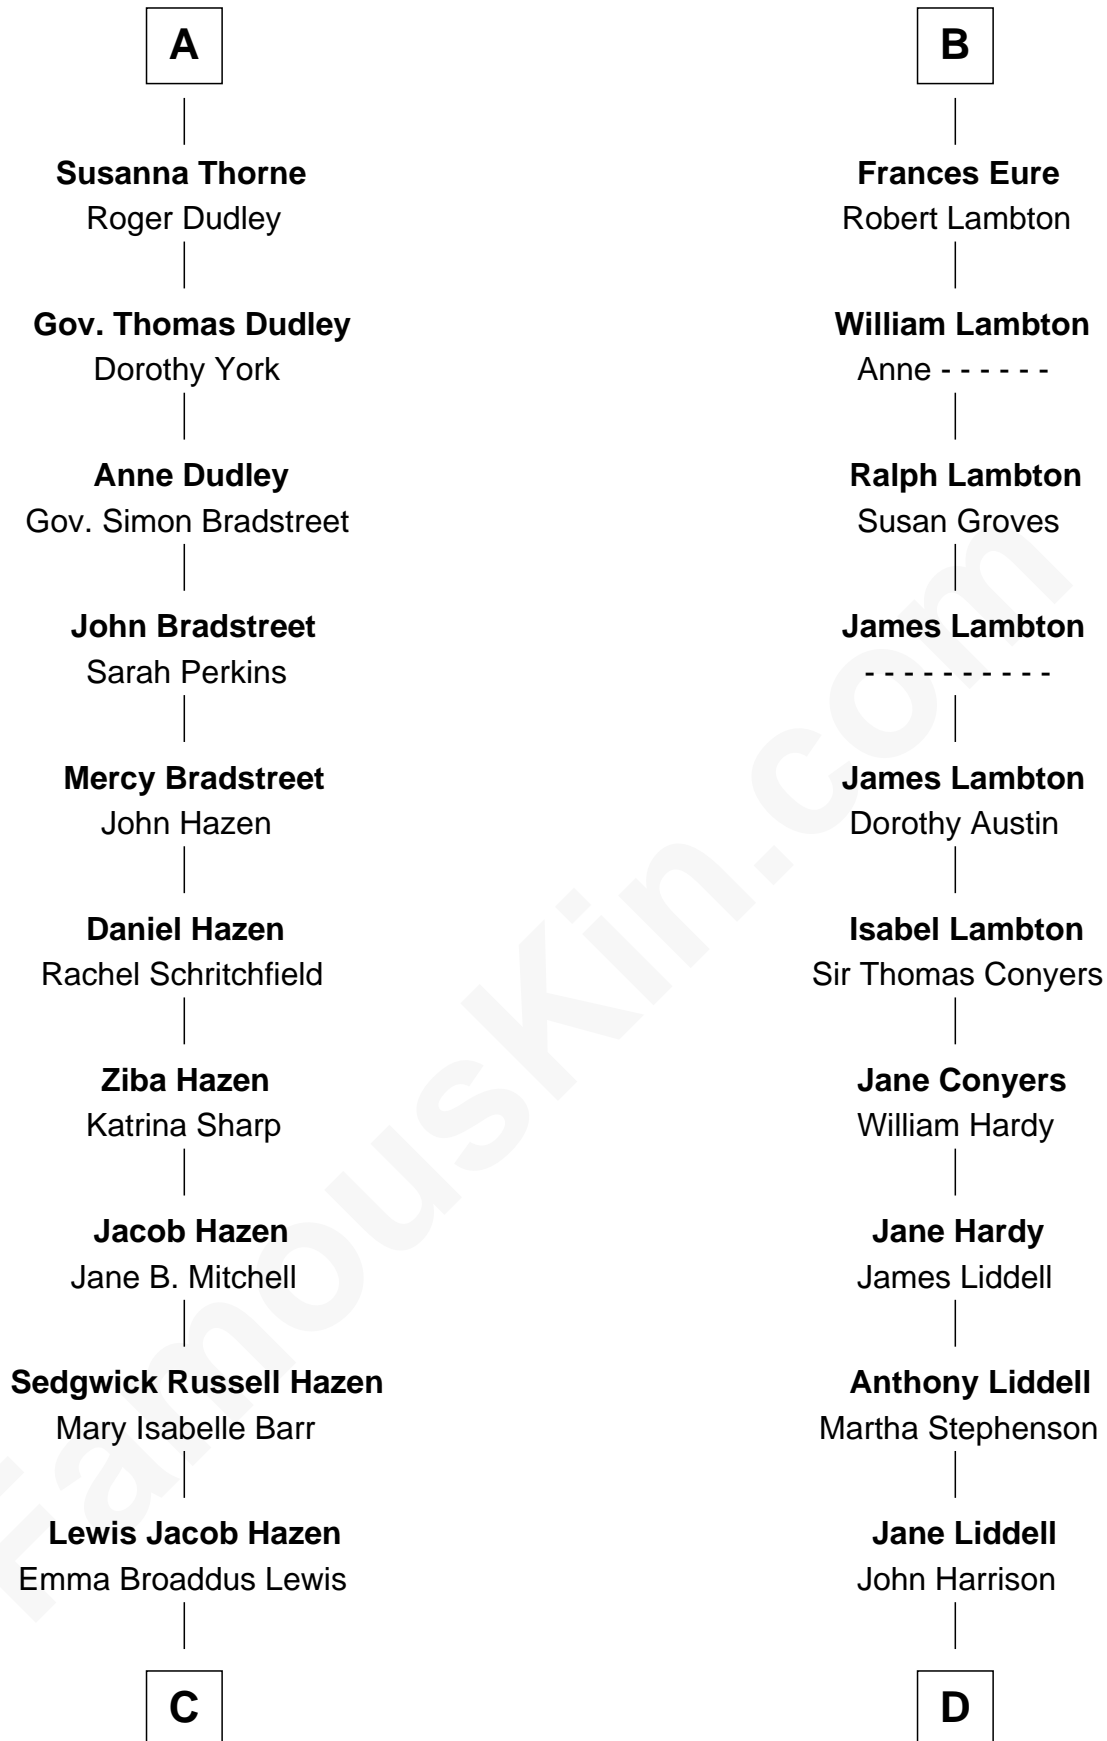 A
Susanna Thorne
Roger Dudley
Gov. Thomas Dudley
Dorothy York
Anne Dudley
Gov. Simon Bradstreet
John Bradstreet
Sarah Perkins
Mercy Bradstreet
John Hazen
Daniel Hazen
Rachel Schritchfield
Ziba Hazen
Katrina Sharp
Jacob Hazen
Jane B. Mitchell
Sedgwick Russell Hazen
Mary Isabelle Barr
Lewis Jacob Hazen
Emma Broaddus Lewis
C
B
Frances Eure
Robert Lambton
William Lambton
Anne - - - - - -
Ralph Lambton
Susan Groves
James Lambton
- - - - - - - - - -
James Lambton
Dorothy Austin
Isabel Lambton
Sir Thomas Conyers
Jane Conyers
William Hardy
Jane Hardy
James Liddell
Anthony Liddell
Martha Stephenson
Jane Liddell
John Harrison
D
FamousKin.com